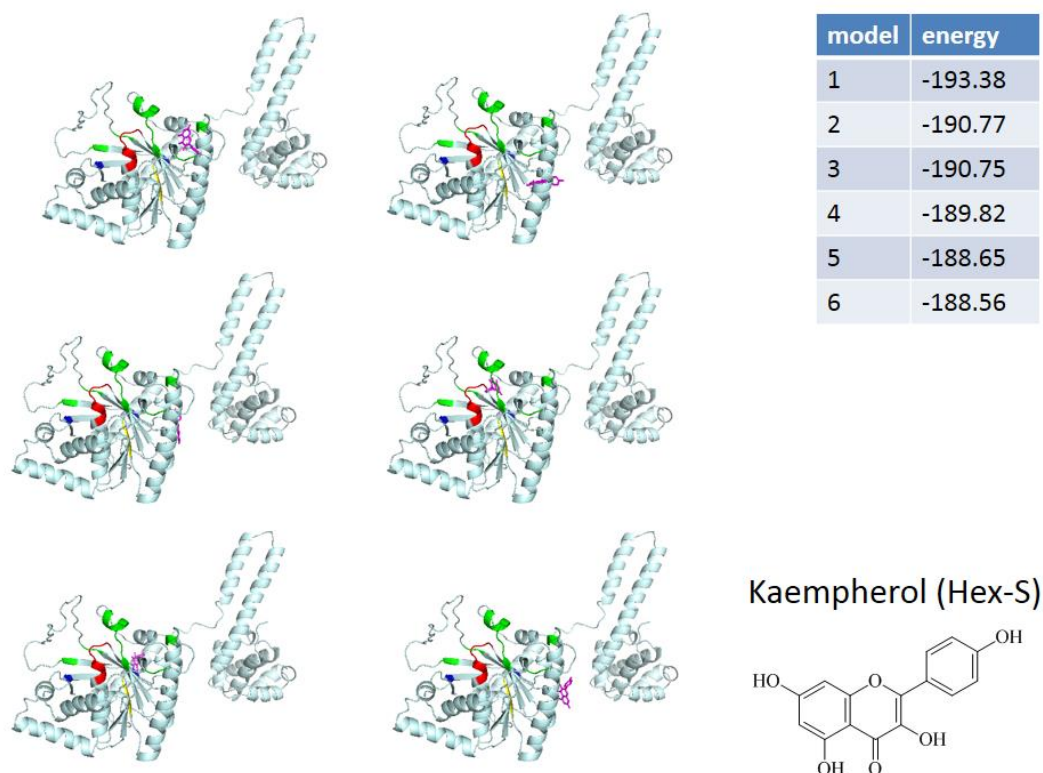 model energy
1 -193.38
2 -190.77
3 -190.75
4 -189.82
5 -188.65
6 -188.56
Kaempherol (Hex-S)
OH
HO
O
OH
OH
O